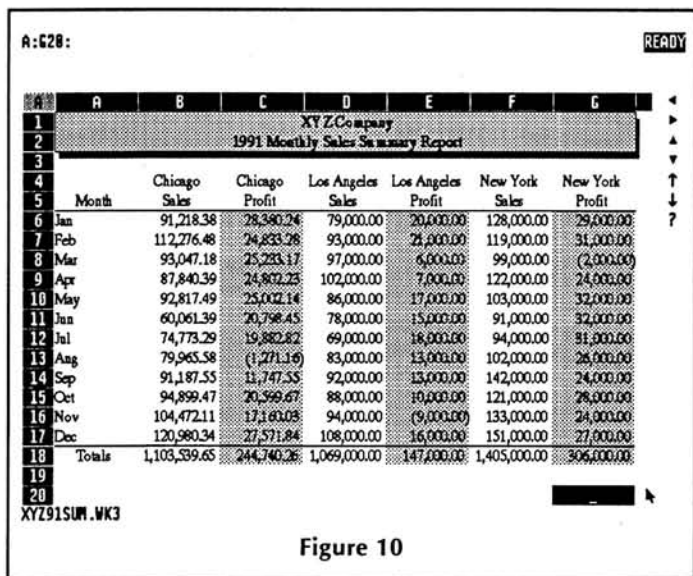 A:G20:
READY
A A B C D E F G
1 XYZ Company
2 1991 Monthly Sales Summary Report
3
4 Chicago Chicago Los Angeles Los Angeles New York New York
5 Month Sales Profit Sales Profit Sales Profit
6 Jan 91,218.38 28,380.24 79,000.00 20,000.00 128,000.00 29,000.00
7 Feb 112,276.48 24,833.28 93,000.00 21,000.00 119,000.00 31,000.00
8 Mar 93,047.18 25,233.17 97,000.00 6,000.00 99,000.00 (2,000.00)
9 Apr 87,840.39 24,802.23 102,000.00 7,000.00 122,000.00 24,000.00
10 May 92,817.49 25,002.14 86,000.00 17,000.00 103,000.00 32,000.00
11 Jun 60,061.39 20,798.45 78,000.00 15,000.00 91,000.00 32,000.00
12 Jul 74,773.29 19,882.82 69,000.00 18,000.00 94,000.00 31,000.00
13 Aug 79,965.58 (1,271.16) 83,000.00 13,000.00 102,000.00 26,000.00
14 Sep 91,187.55 11,747.55 92,000.00 13,000.00 142,000.00 24,000.00
15 Oct 94,899.47 20,599.67 88,000.00 10,000.00 121,000.00 28,000.00
16 Nov 104,472.11 17,160.03 94,000.00 (9,000.00) 133,000.00 24,000.00
17 Dec 120,980.34 27,571.84 108,000.00 16,000.00 151,000.00 27,000.00
18 Totals 1,103,539.65 244,740.26 1,069,000.00 147,000.00 1,405,000.00 306,000.00
19
20
?
XYZ91SUM.WK3
Figure 10